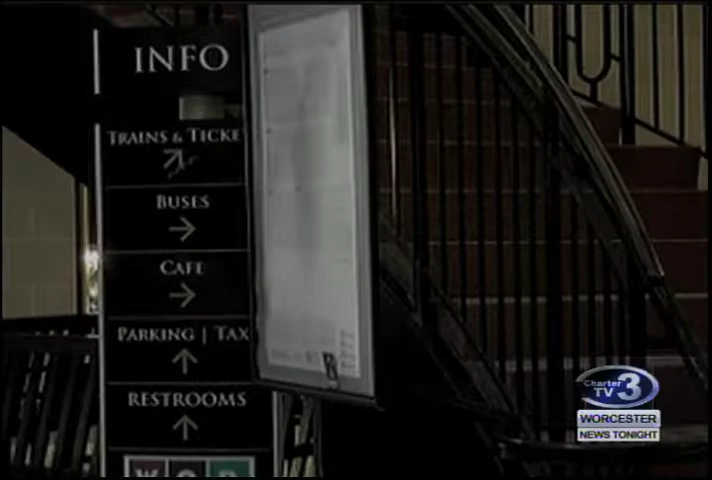 INFO
TRAINS & TICKE
BUSES
CAFE
PARKING | TAX
RESTROOMS
Charter
TV 3
WORCESTER
NEWS TONIGHT